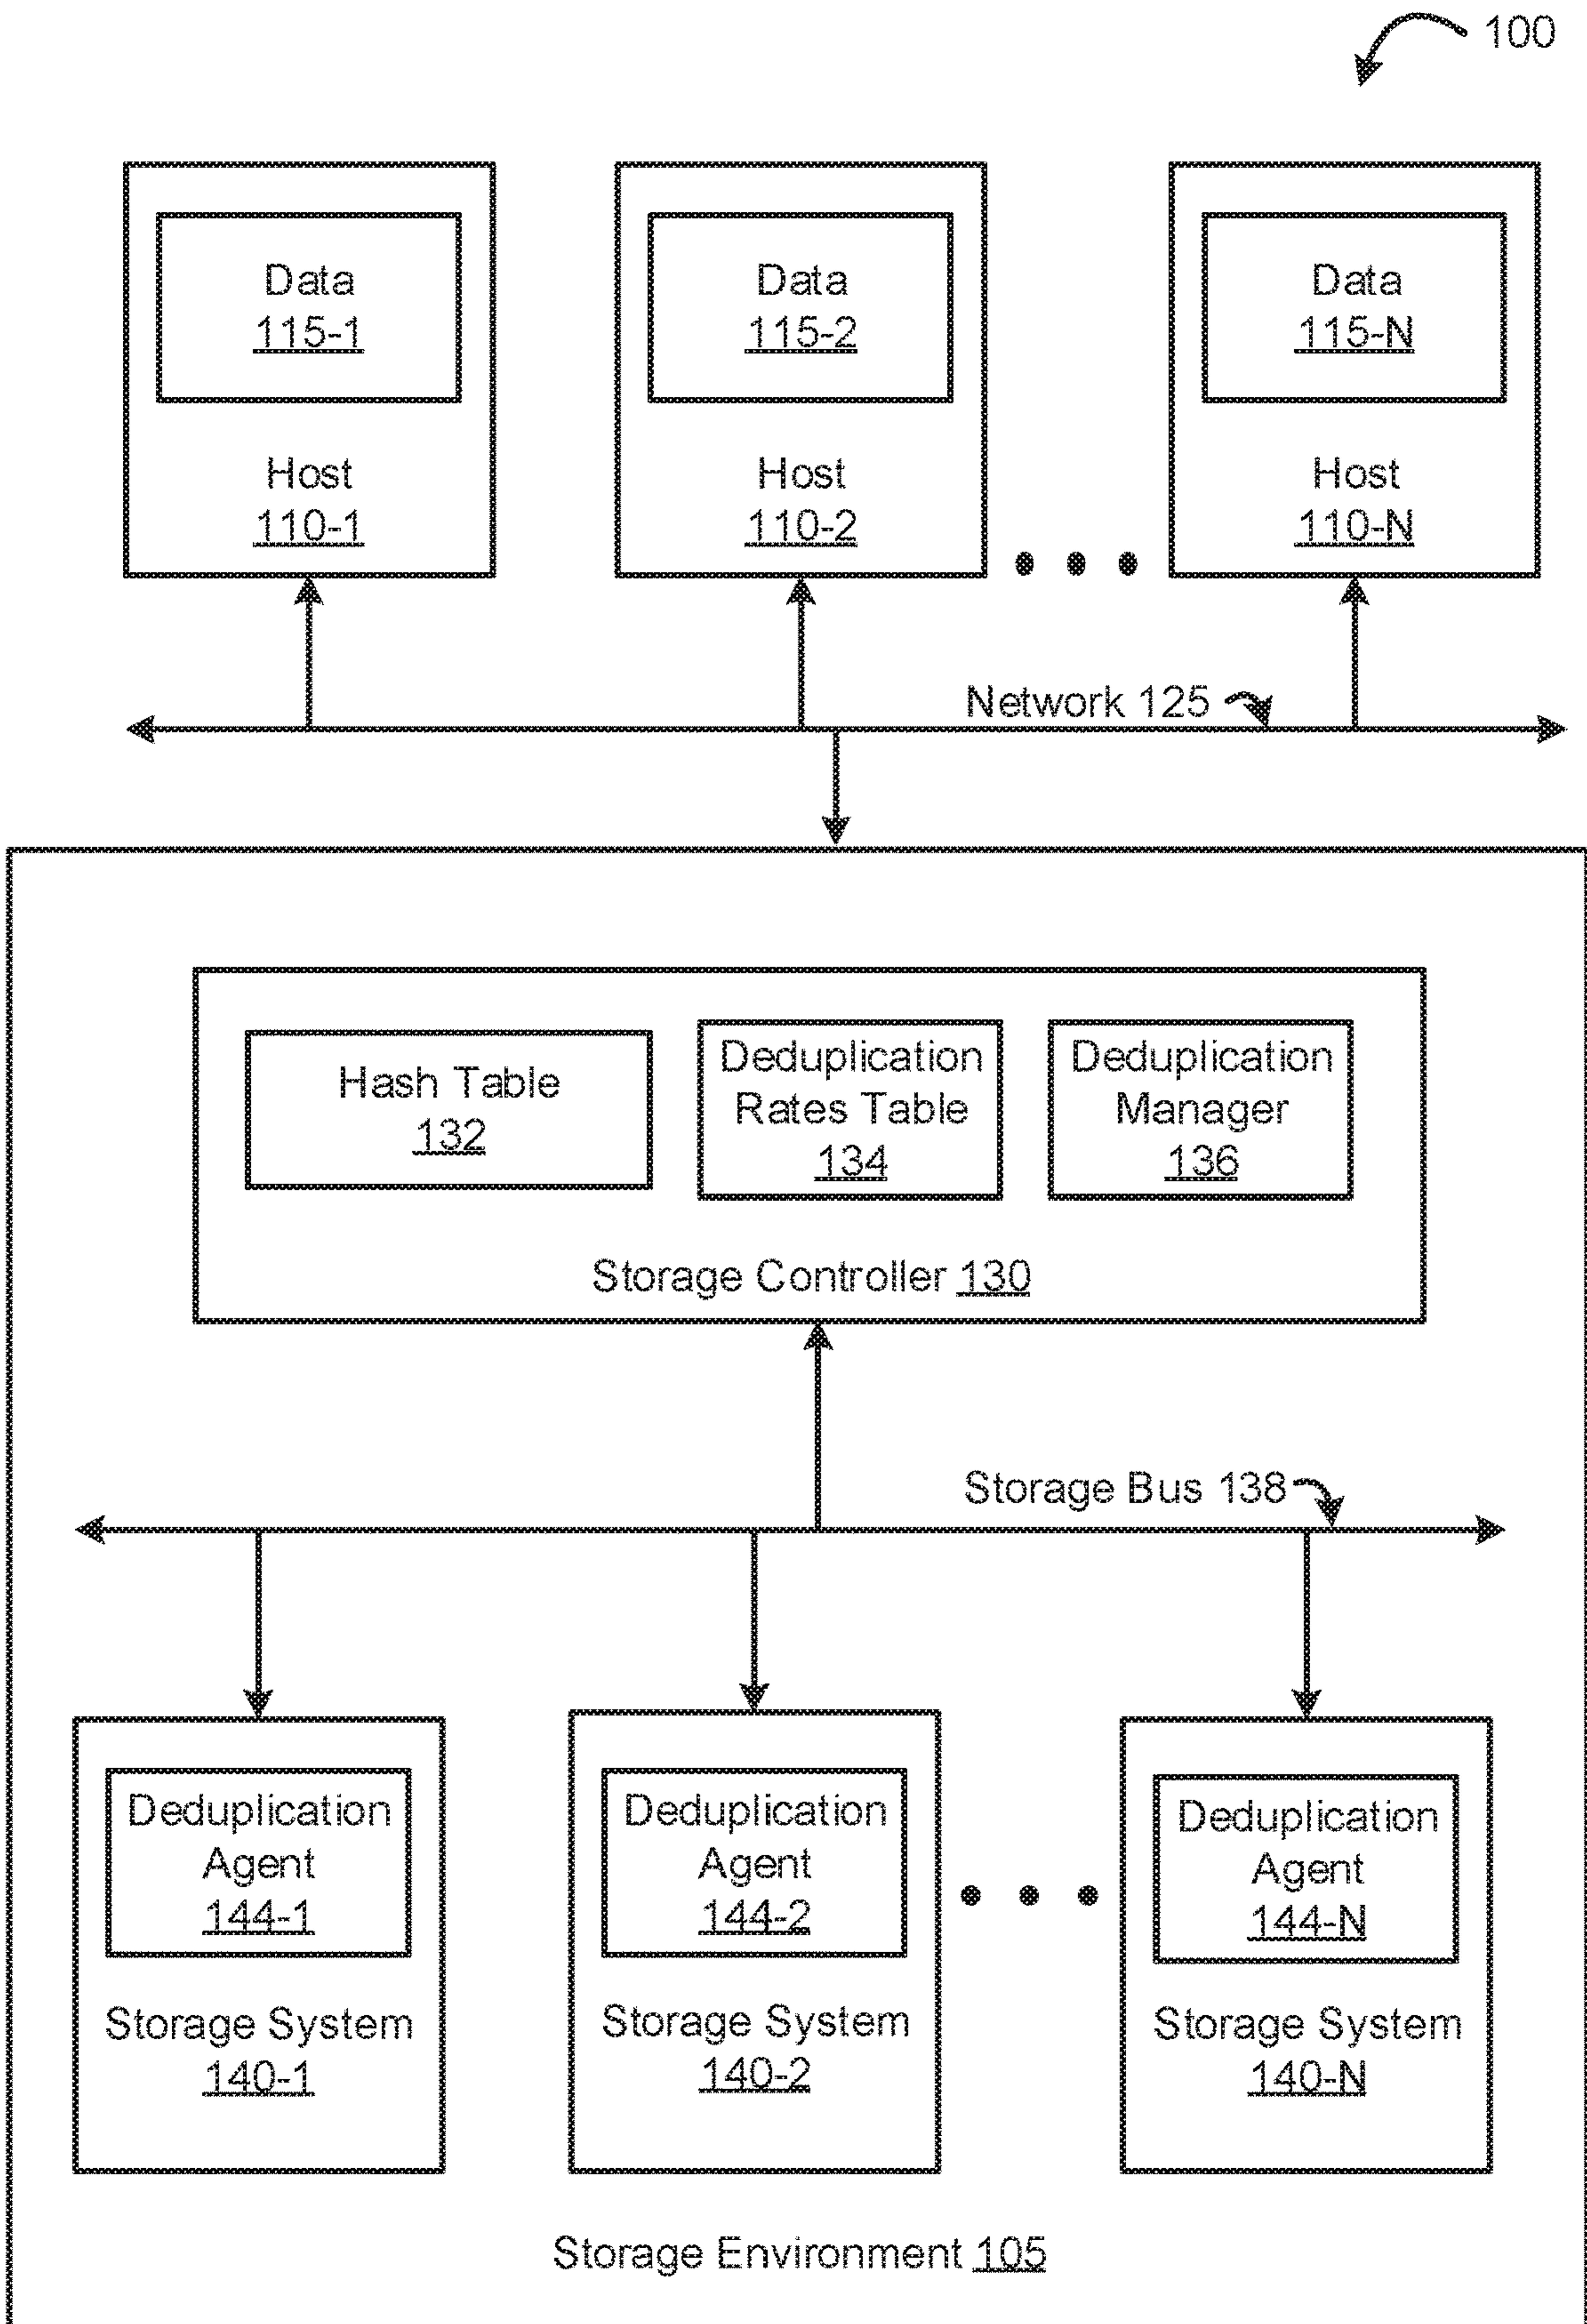 100
Data
115-1
Host
110-1
Data
115-2
Host
110-2
Data
115-N
Host
110-N
Network 125
Hash Table
132
Deduplication
Rates Table
134
Deduplication
Manager
136
Storage Controller 130
Storage Bus 138
Deduplication
Agent
144-1
Storage System
140-1
Deduplication
Agent
144-2
Storage System
140-2
Deduplication
Agent
144-N
Storage System
140-N
Storage Environment 105